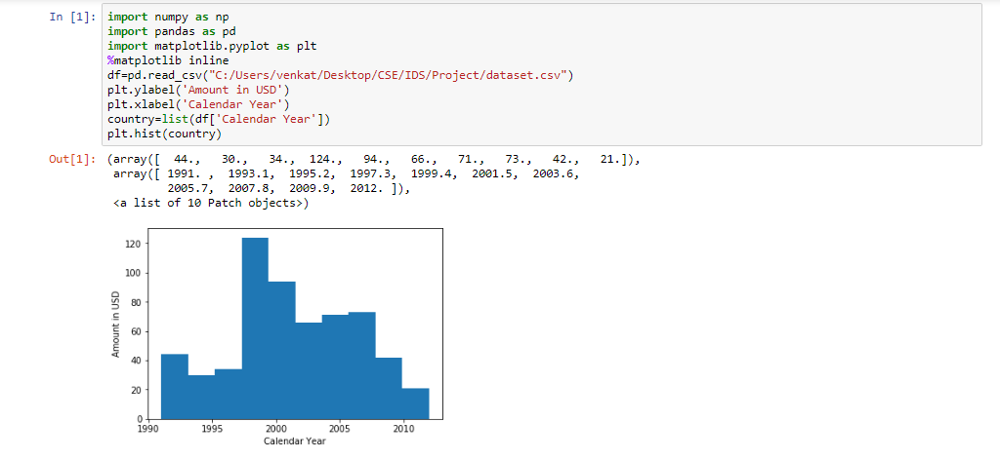 In [1]: import numpy as np
import pandas as pd
import matplotlib.pyplot as plt
%matplotlib inline
df=pd.read_csv("C:/Users/venkat/Desktop/CSE/IDS/Project/dataset.csv")
plt.ylabel('Amount in USD')
plt.xlabel('Calendar Year')
country=list(df['Calendar Year'])
plt.hist(country)
Out[1]: (array([ 44., 30., 34., 124., 94., 66., 71., 73., 42., 21.]),
array([ 1991. , 1993.1, 1995.2, 1997.3, 1999.4, 2001.5, 2003.6,
2005.7, 2007.8, 2009.9, 2012. ]),
<a list of 10 Patch objects>)
120
100
80
60
40
20
0
Amount in USD
1990 1995 2000 2005 2010
Calendar Year